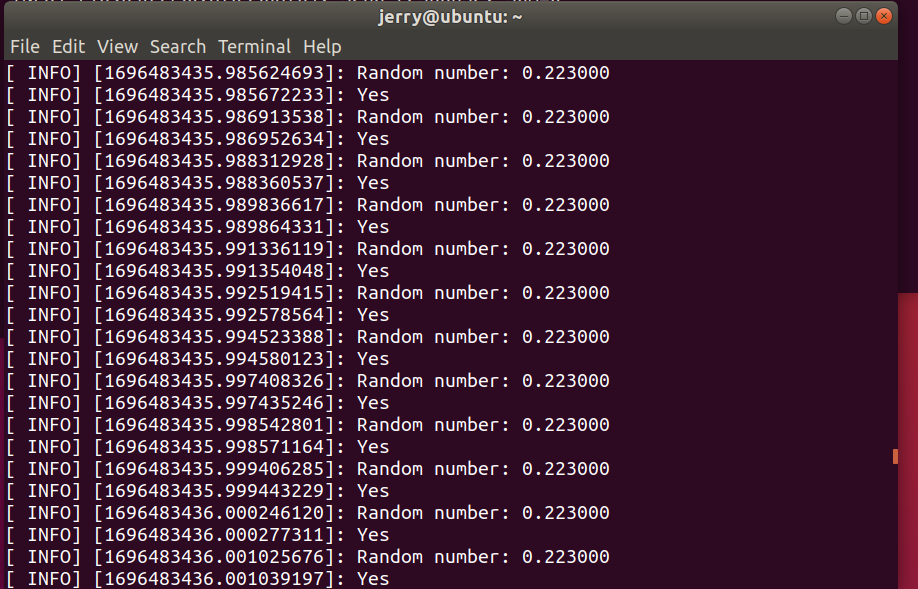 jerry@ubuntu: ~
File Edit View Search Terminal Help
[ INFO] [1696483435.985624693]: Random number: 0.223000
[ INFO] [1696483435.985672233]: Yes
[ INFO] [1696483435.986913538]: Random number: 0.223000
[ INFO] [1696483435.986952634]: Yes
[ INFO] [1696483435.988312928]: Random number: 0.223000
[ INFO] [1696483435.988360537]: Yes
[ INFO] [1696483435.989836617]: Random number: 0.223000
[ INFO] [1696483435.989864331]: Yes
[ INFO] [1696483435.991336119]: Random number: 0.223000
[ INFO] [1696483435.991354048]: Yes
[ INFO] [1696483435.992519415]: Random number: 0.223000
[ INFO] [1696483435.992578564]: Yes
[ INFO] [1696483435.994523388]: Random number: 0.223000
[ INFO] [1696483435.994580123]: Yes
[ INFO] [1696483435.997408326]: Random number: 0.223000
[ INFO] [1696483435.997435246]: Yes
[ INFO] [1696483435.998542801]: Random number: 0.223000
[ INFO] [1696483435.998571164]: Yes
[ INFO] [1696483435.999406285]: Random number: 0.223000
[ INFO] [1696483435.999443229]: Yes
[ INFO] [1696483436.000246120]: Random number: 0.223000
[ INFO] [1696483436.000277311]: Yes
[ INFO] [1696483436.001025676]: Random number: 0.223000
[ INFO] [1696483436.001039197]: Yes